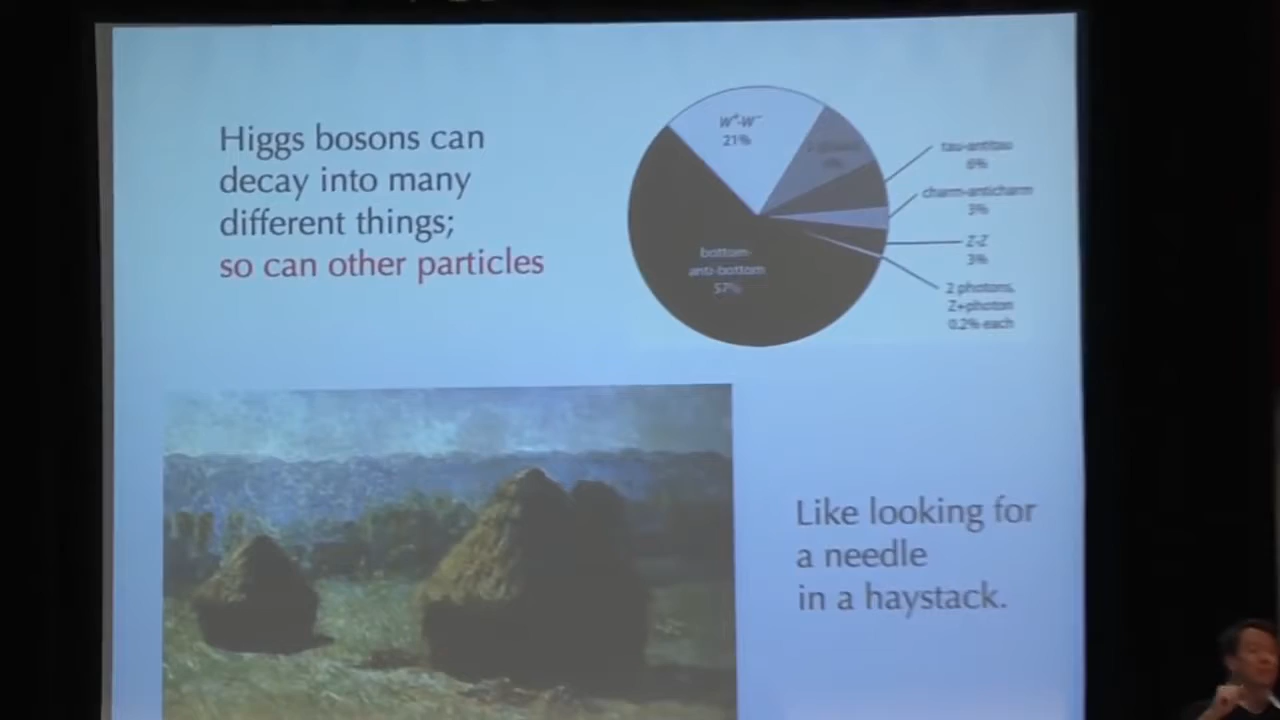 Higgs bosons can
decay into many
different things;
so can other particles
W⁺-W⁻
21%
tau-antitau
6%
charm-anticharm
3%
Z-Z
3%
2 photons,
Z+photon
0.2% each
bottom-
anti-bottom
57%
Like looking for
a needle
in a haystack.